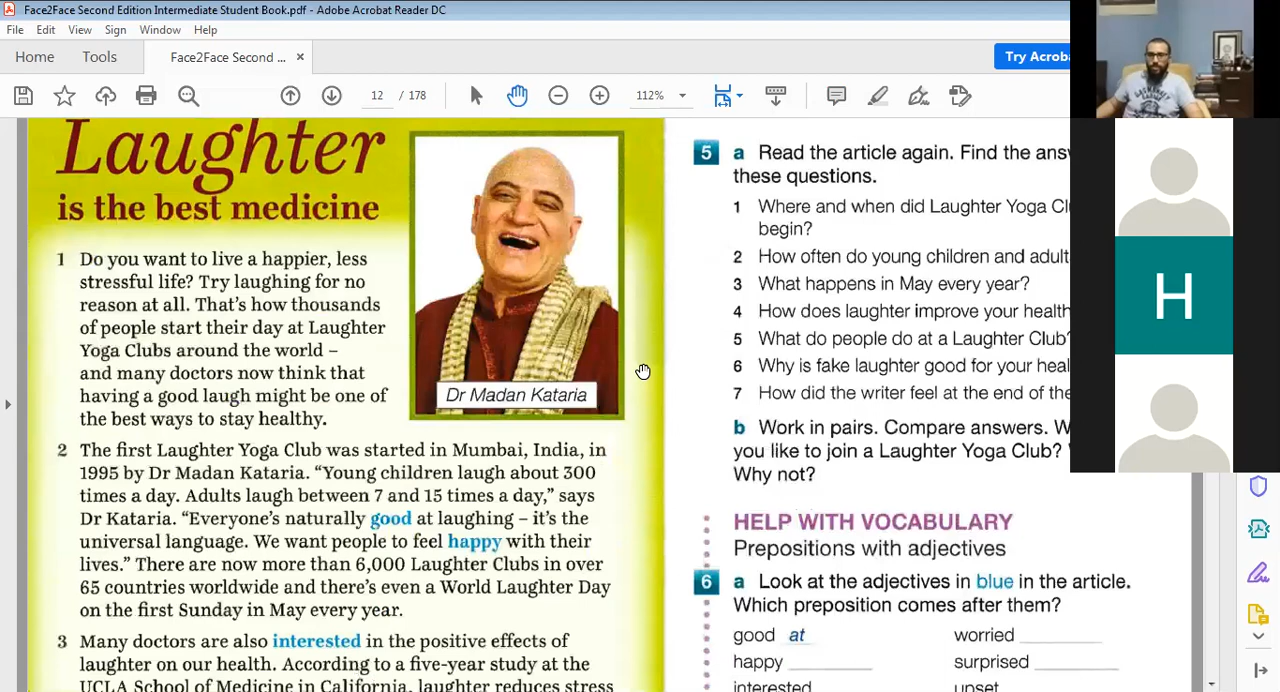 Face2Face Second Edition Intermediate Student Book.pdf - Adobe Acrobat Reader DC
File Edit View Sign Window Help
Home Tools Face2Face Second ... × Try Acroba
12 / 178 112%
Laughter
is the best medicine
1 Do you want to live a happier, less
stressful life? Try laughing for no
reason at all. That's how thousands
of people start their day at Laughter
Yoga Clubs around the world –
and many doctors now think that
having a good laugh might be one of
the best ways to stay healthy.
Dr Madan Kataria
2 The first Laughter Yoga Club was started in Mumbai, India, in
1995 by Dr Madan Kataria. “Young children laugh about 300
times a day. Adults laugh between 7 and 15 times a day,” says
Dr Kataria. “Everyone's naturally good at laughing – it's the
universal language. We want people to feel happy with their
lives.” There are now more than 6,000 Laughter Clubs in over
65 countries worldwide and there's even a World Laughter Day
on the first Sunday in May every year.
3 Many doctors are also interested in the positive effects of
laughter on our health. According to a five-year study at the
UCLA School of Medicine in California, laughter reduces stress
5 a Read the article again. Find the ans
these questions.
1 Where and when did Laughter Yoga Cl
begin?
2 How often do young children and adult
3 What happens in May every year?
4 How does laughter improve your health
5 What do people do at a Laughter Club?
6 Why is fake laughter good for your heal
7 How did the writer feel at the end of the
b Work in pairs. Compare answers. W
you like to join a Laughter Yoga Club?
Why not?
HELP WITH VOCABULARY
Prepositions with adjectives
6 a Look at the adjectives in blue in the article.
Which preposition comes after them?
good at worried
happy surprised
interested upset
H